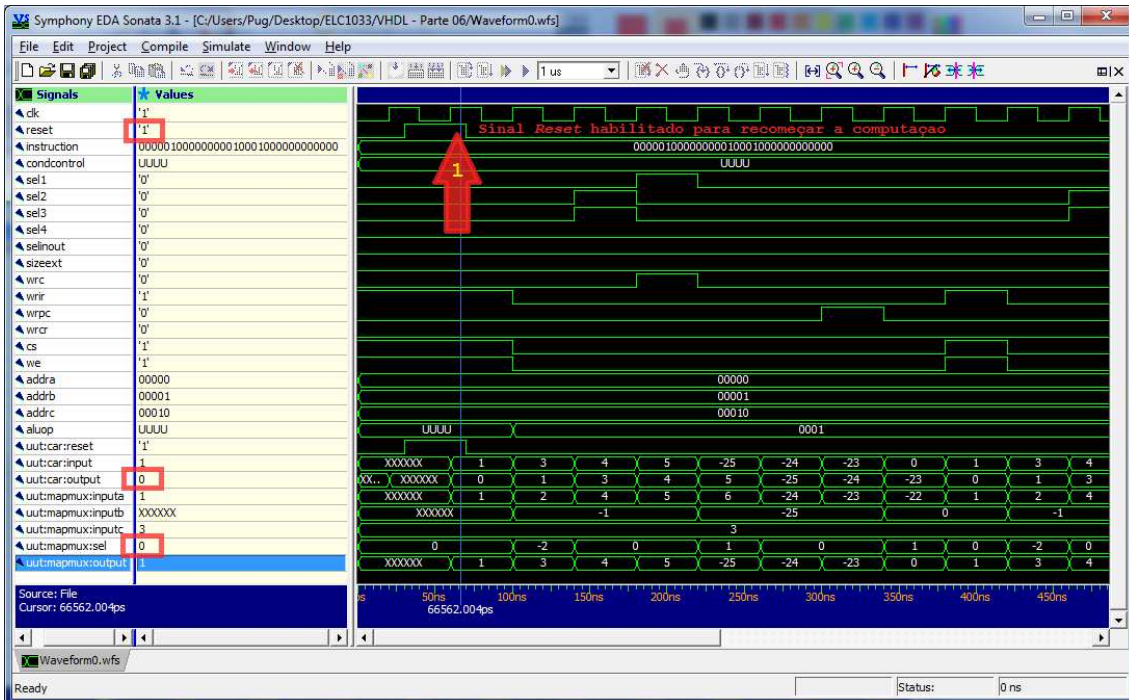 Symphony EDA Sonata 3.1 - [C:/Users/Pug/Desktop/ELC1033/VHDL - Parte 06/Waveform0.wfs]
File Edit Project Compile Simulate Window Help
1 us
Signals Values
clk '1'
reset '1' Sinal Reset habilitado para recomeçar a computaçao
instruction 00000100000000010001000000000000 00000100000000010001000000000000
condcontrol UUUU UUUU
1
sel1 '0'
sel2 '0'
sel3 '0'
sel4 '0'
selinout '0'
sizeext '0'
wrc '0'
wrir '1'
wrpc '0'
wrcr '0'
cs '1'
we '1'
addra 00000 00000
addrb 00001 00001
addrc 00010 00010
aluop UUUU UUUU 0001
uut:car:reset '1'
uut:car:input 1 XXXXXX 1 3 4 5 -25 -24 -23 0 1 3 4
uut:car:output 0 XX.. XXXXXX 0 1 3 4 5 -25 -24 -23 0 1 3
uut:mapmux:inputa 1 XXXXXX 1 2 4 5 6 -24 -23 -22 1 2 4
uut:mapmux:inputb XXXXXX XXXXXX -1 -25 0 -1
uut:mapmux:inputc 3 3
uut:mapmux:sel 0 0 -2 0 1 0 1 0 -2 0
uut:mapmux:output 1 XXXXXX 1 3 4 5 -25 -24 -23 0 1 3 4
Source: File
Cursor: 66562.004ps
s 50ns 100ns 150ns 200ns 250ns 300ns 350ns 400ns 450ns
66562.004ps
Waveform0.wfs
Ready Status: 0 ns